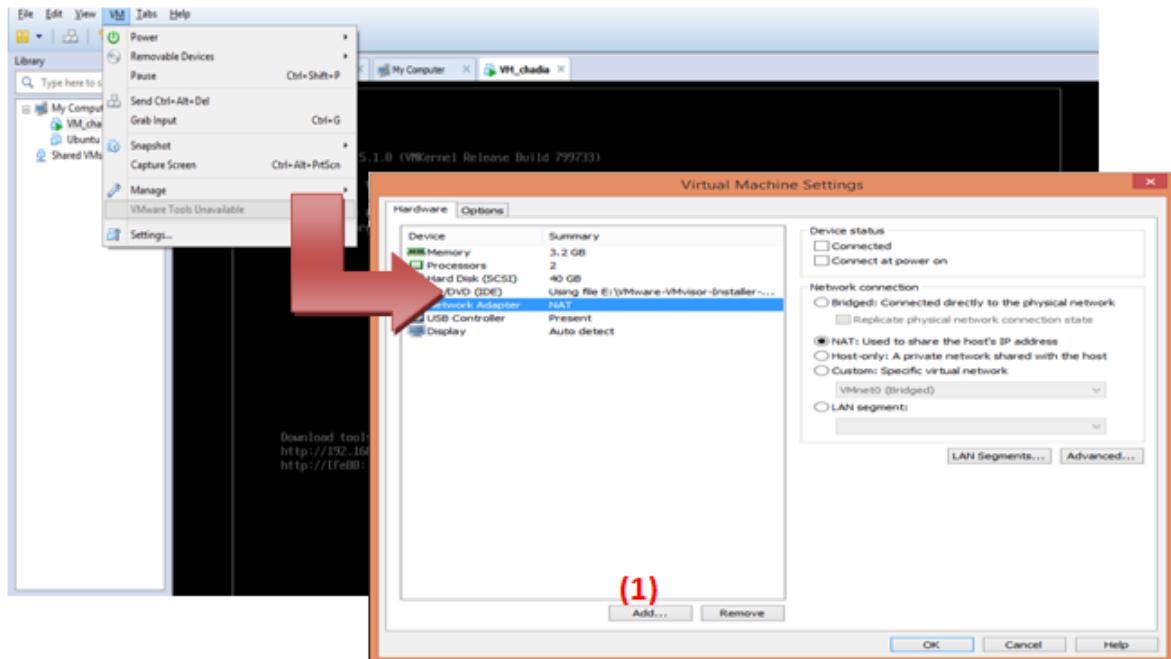 File Edit View VM Tabs Help
Library
Type here to s
My Comput
VM_cha
Ubuntu
Shared VMs
Power
Removable Devices
Pause Ctrl+Shift+P
Send Ctrl+Alt+Del
Grab Input Ctrl+G
Snapshot
Capture Screen Ctrl+Alt+PrtScn
Manage
VMware Tools Unavailable
Settings...
My Computer VM_chadia
5.1.0 (VMKernel Release Build 799733)
Download tool
http://192.168
http://[fe80:
Virtual Machine Settings
Hardware Options
Device Summary
Memory 3.2 GB
Processors 2
Hard Disk (SCSI) 40 GB
/DVD (IDE) Using file E:\VMware-VMvisor-Installer-...
Network Adapter NAT
USB Controller Present
Display Auto detect
(1)
Add... Remove
Device status
Connected
Connect at power on
Network connection
Bridged: Connected directly to the physical network
Replicate physical network connection state
NAT: Used to share the host's IP address
Host-only: A private network shared with the host
Custom: Specific virtual network
VMnet0 (Bridged)
LAN segment:
LAN Segments... Advanced...
OK Cancel Help